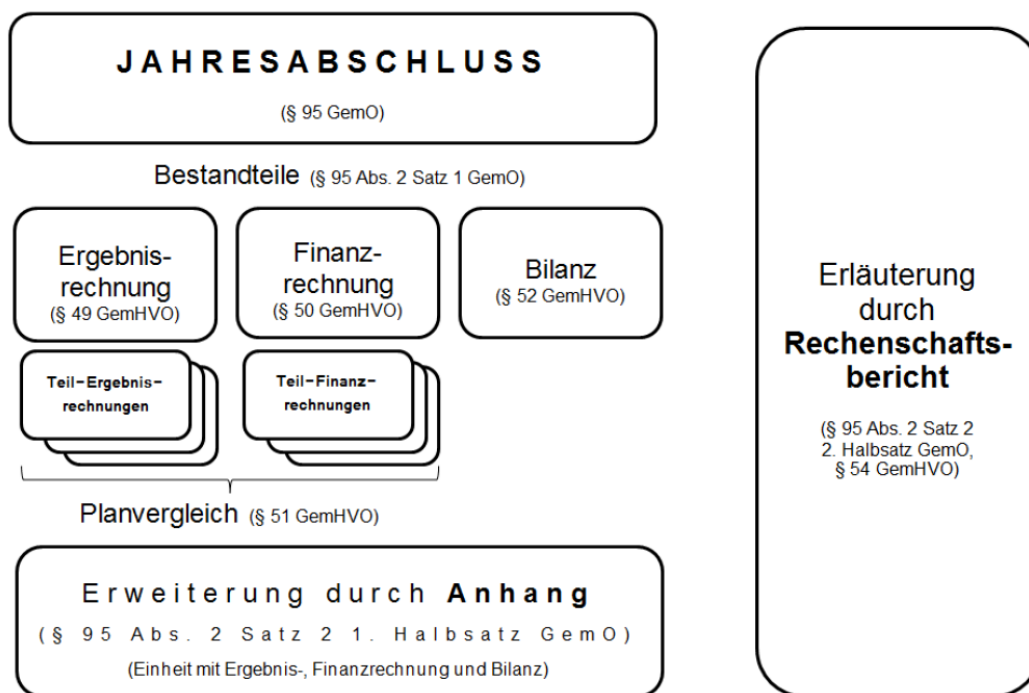 JAHRESABSCHLUSS
(§ 95 GemO)
Bestandteile (§ 95 Abs. 2 Satz 1 GemO)
Ergebnis-
rechnung
(§ 49 GemHVO)
Finanz-
rechnung
(§ 50 GemHVO)
Bilanz
(§ 52 GemHVO)
Teil-Ergebnis-
rechnungen
Teil-Finanz-
rechnungen
Planvergleich (§ 51 GemHVO)
Erweiterung durch Anhang
(§ 95 Abs. 2 Satz 2 1. Halbsatz GemO)
(Einheit mit Ergebnis-, Finanzrechnung und Bilanz)
Erläuterung
durch
Rechenschafts-
bericht
(§ 95 Abs. 2 Satz 2
2. Halbsatz GemO,
§ 54 GemHVO)